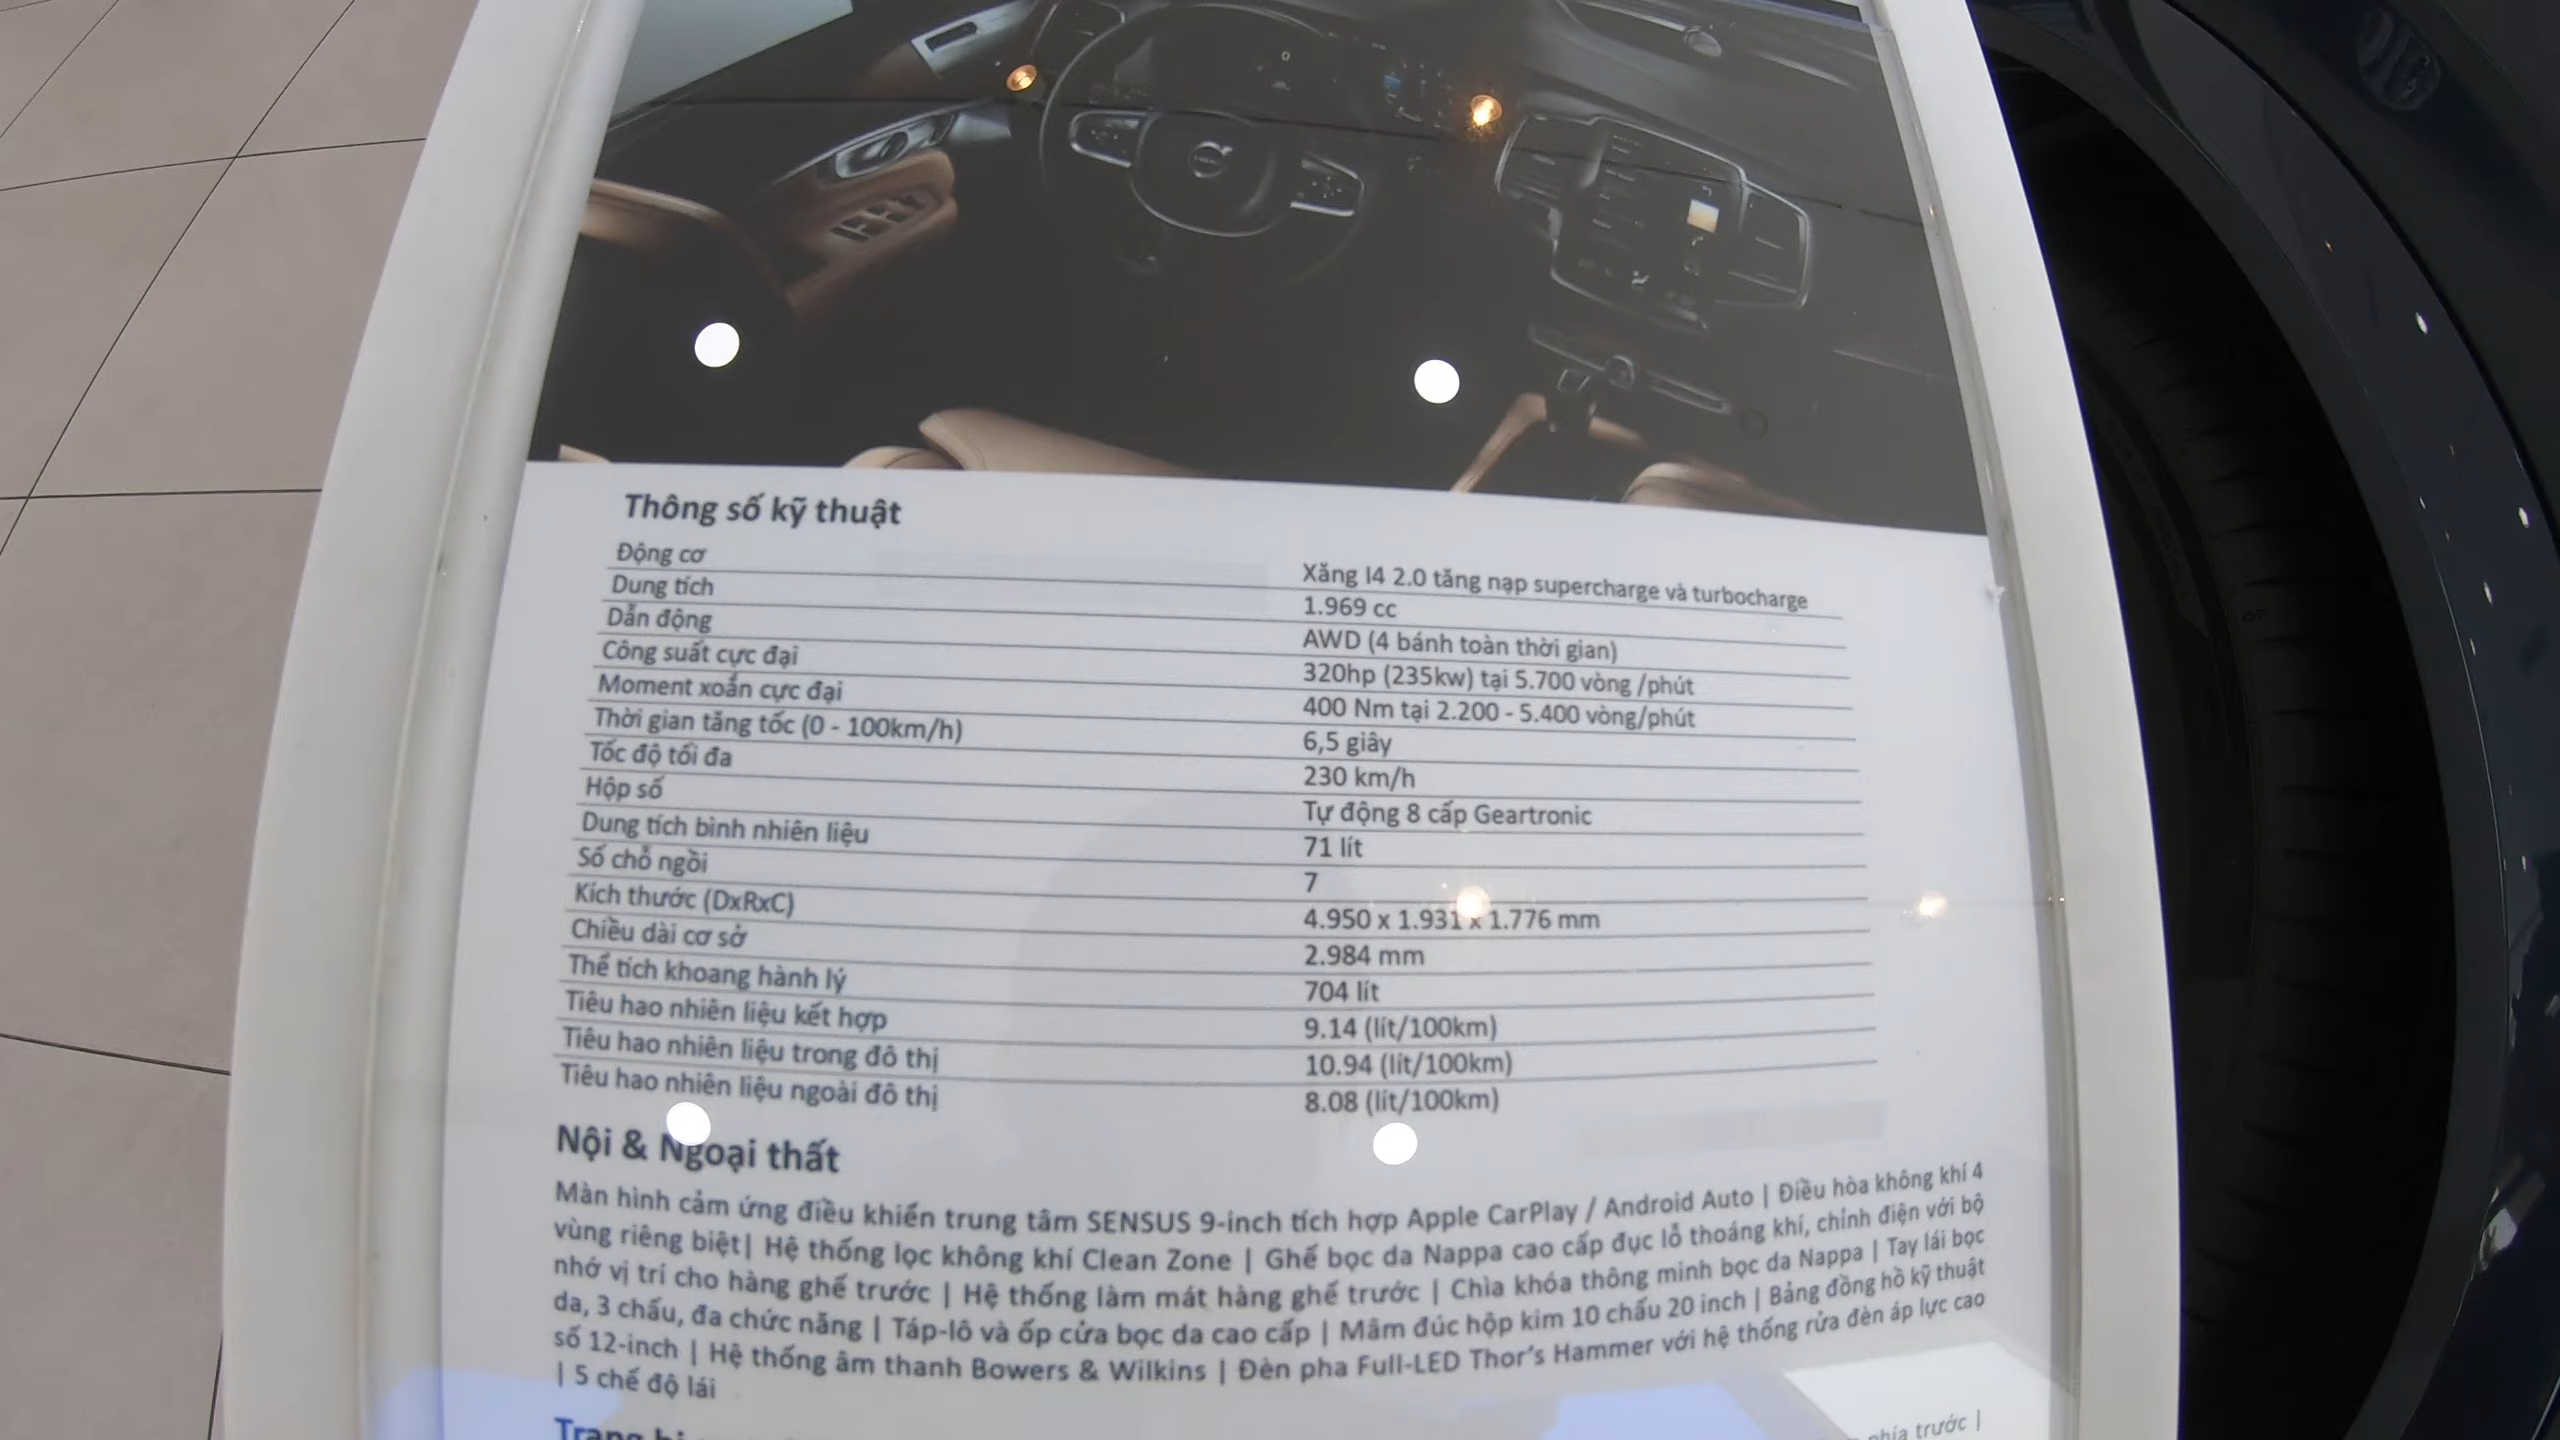 Thông số kỹ thuật
Động cơ Xăng I4 2.0 tăng nạp supercharge và turbocharge
Dung tích 1.969 cc
Dẫn động AWD (4 bánh toàn thời gian)
Công suất cực đại 320hp (235kw) tại 5.700 vòng /phút
Moment xoắn cực đại 400 Nm tại 2.200 - 5.400 vòng/phút
Thời gian tăng tốc (0 - 100km/h) 6,5 giây
Tốc độ tối đa 230 km/h
Hộp số Tự động 8 cấp Geartronic
Dung tích bình nhiên liệu 71 lít
Số chỗ ngồi 7
Kích thước (DxRxC) 4.950 x 1.931 x 1.776 mm
Chiều dài cơ sở 2.984 mm
Thể tích khoang hành lý 704 lít
Tiêu hao nhiên liệu kết hợp 9.14 (lít/100km)
Tiêu hao nhiên liệu trong đô thị 10.94 (lít/100km)
Tiêu hao nhiên liệu ngoài đô thị 8.08 (lít/100km)
Nội & Ngoại thất
Màn hình cảm ứng điều khiển trung tâm SENSUS 9-inch tích hợp Apple CarPlay / Android Auto | Điều hòa không khí 4
vùng riêng biệt| Hệ thống lọc không khí Clean Zone | Ghế bọc da Nappa cao cấp đục lỗ thoáng khí, chỉnh điện với bộ
nhớ vị trí cho hàng ghế trước | Hệ thống làm mát hàng ghế trước | Chìa khóa thông minh bọc da Nappa | Tay lái bọc
da, 3 chấu, đa chức năng | Táp-lô và ốp cửa bọc da cao cấp | Mâm đúc hộp kim 10 chấu 20 inch | Bảng đồng hồ kỹ thuật
số 12-inch | Hệ thống âm thanh Bowers & Wilkins | Đèn pha Full-LED Thor's Hammer với hệ thống rửa đèn áp lực cao
| 5 chế độ lái
Trang bị
phía trước |